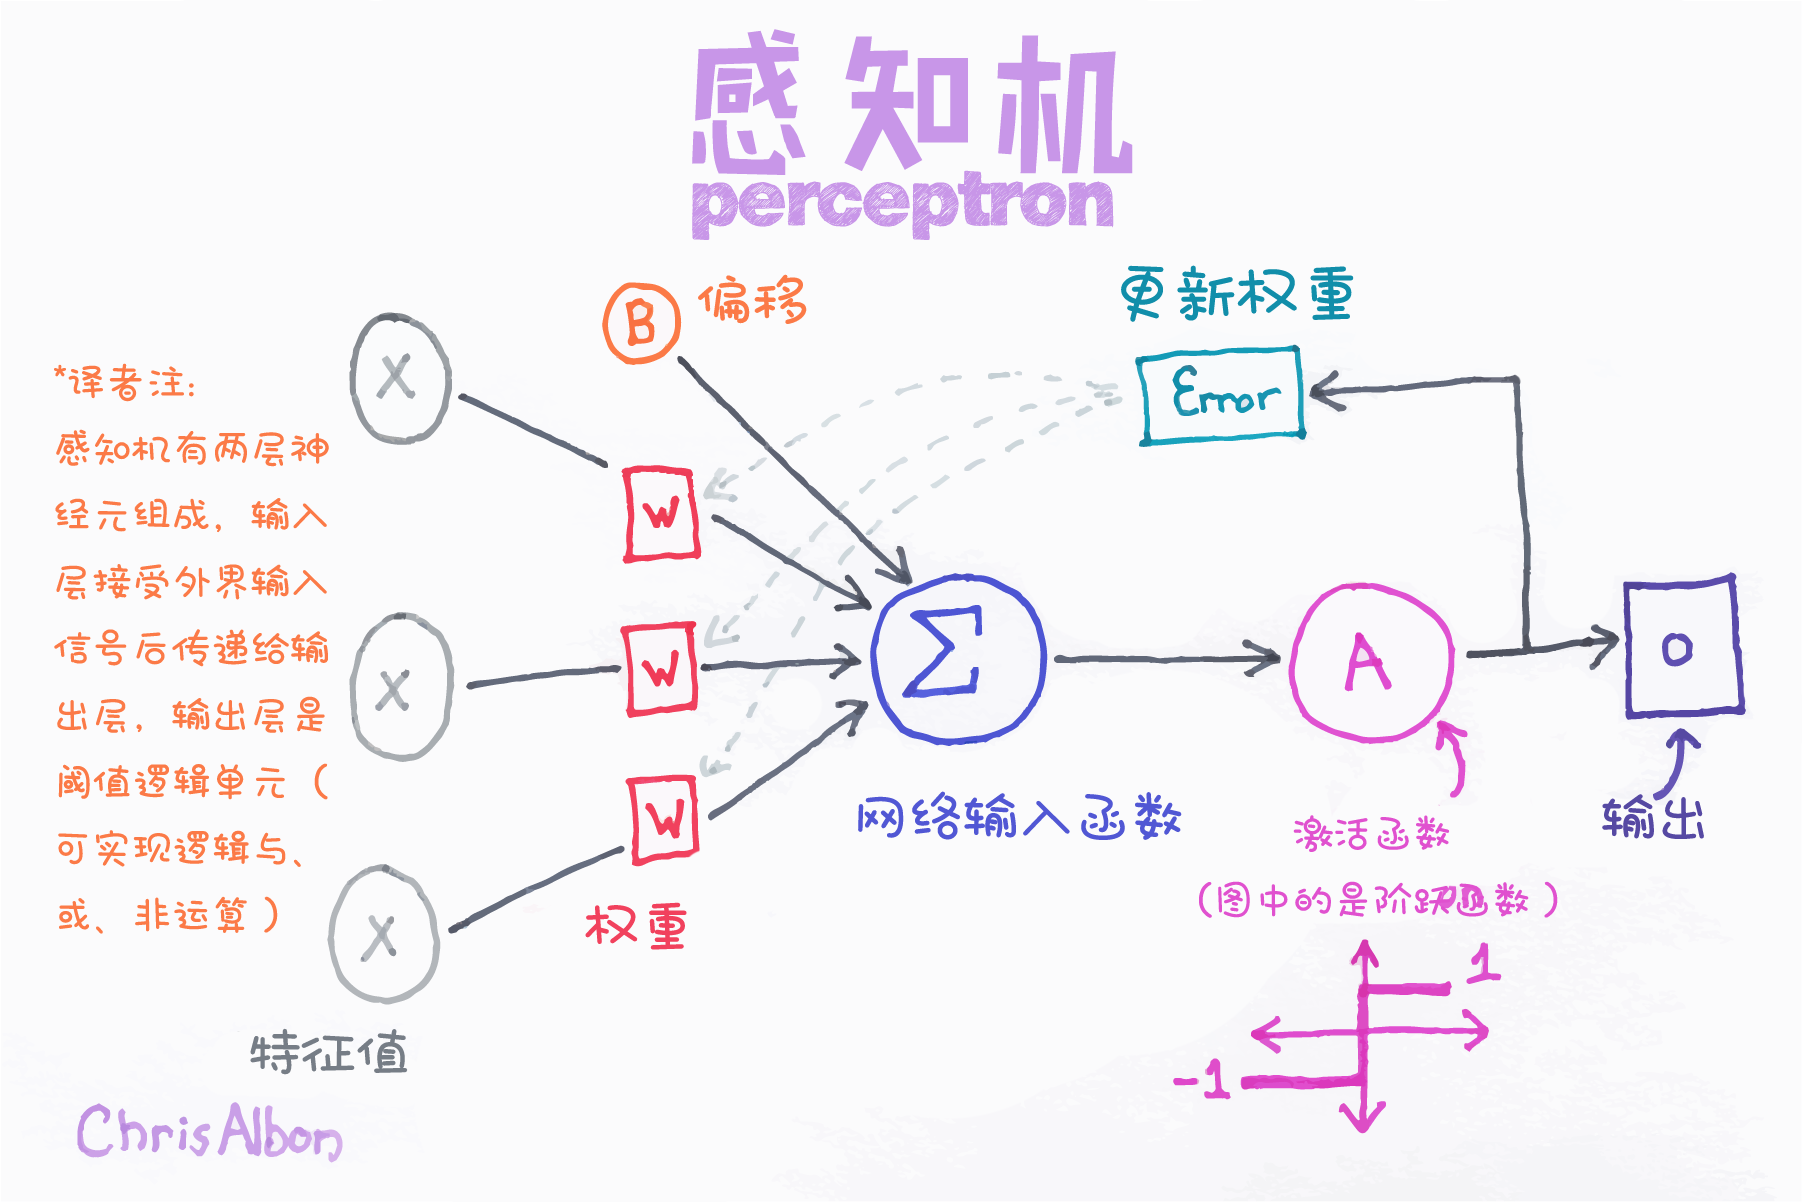 感知机
perceptron
B 偏移
更新权重
Error
X
*译者注:
感知机有两层神
经元组成，输入
层接受外界输入
信号后传递给输
出层，输出层是
阈值逻辑单元（
可实现逻辑与、
或、非运算）
W
X
W
Σ
A
O
X
W
权重
网络输入函数
激活函数
(图中的是阶跃函数)
输出
1
-1
特征值
Chris Albon